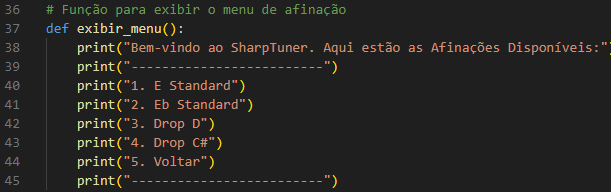 36 # Função para exibir o menu de afinação
37 def exibir_menu():
38     print("Bem-vindo ao SharpTuner. Aqui estão as Afinações Disponíveis:")
39     print("-------------------------")
40     print("1. E Standard")
41     print("2. Eb Standard")
42     print("3. Drop D")
43     print("4. Drop C#")
44     print("5. Voltar")
45     print("-------------------------")